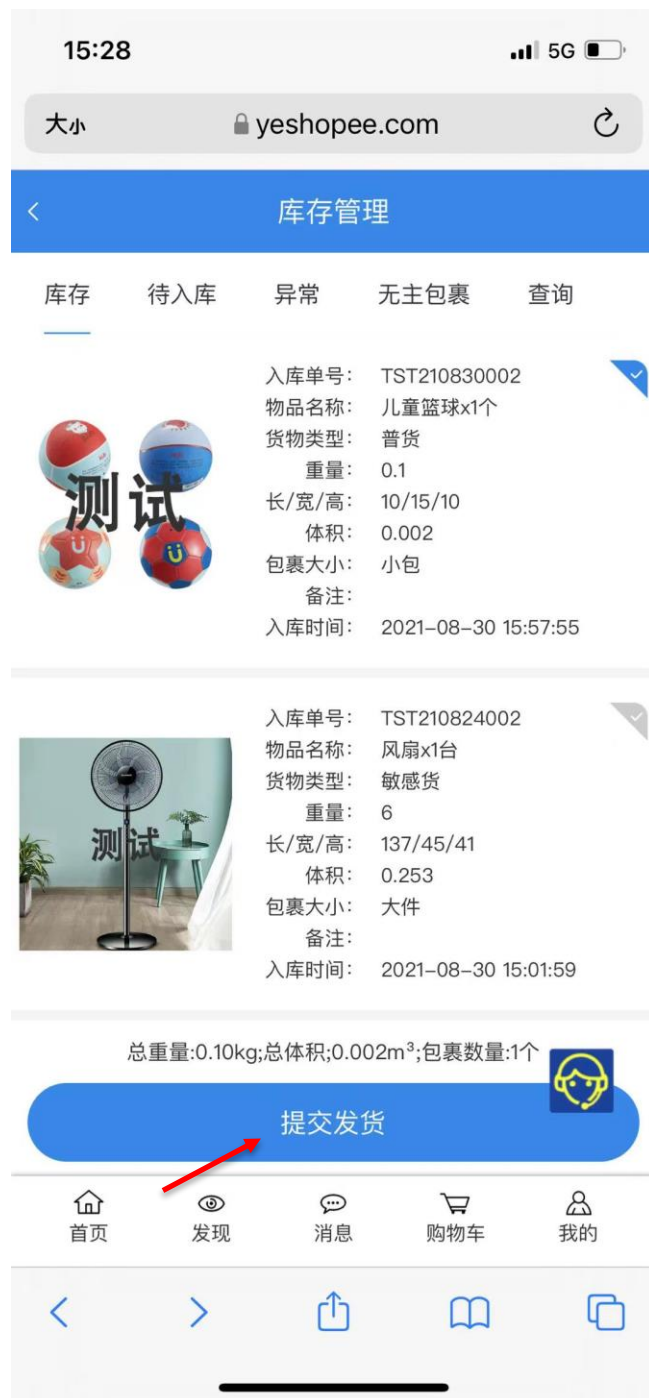 15:28
5G
大小
yeshopee.com
库存管理
库存 待入库 异常 无主包裹 查询
入库单号: TST210830002
物品名称: 儿童篮球x1个
货物类型: 普货
重量: 0.1
长/宽/高: 10/15/10
体积: 0.002
包裹大小: 小包
备注:
入库时间: 2021-08-30 15:57:55
测试
入库单号: TST210824002
物品名称: 风扇x1台
货物类型: 敏感货
重量: 6
长/宽/高: 137/45/41
体积: 0.253
包裹大小: 大件
备注:
入库时间: 2021-08-30 15:01:59
测试
总重量:0.10kg;总体积;0.002m³;包裹数量:1个
提交发货
首页 发现 消息 购物车 我的